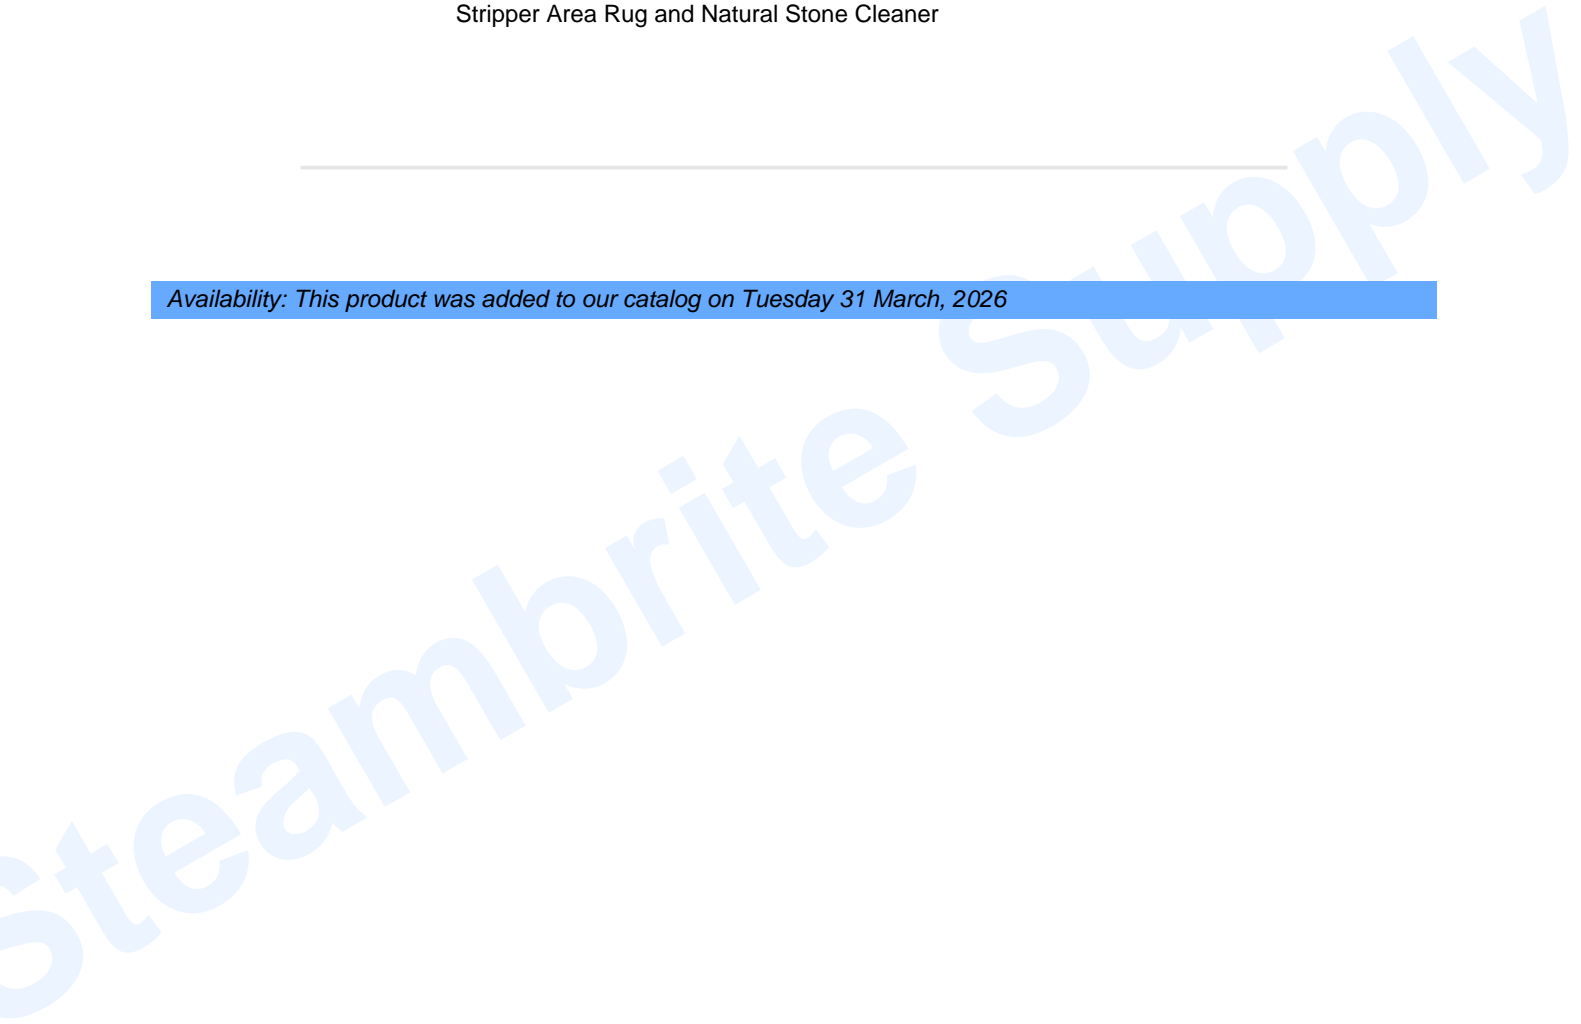 Stripper Area Rug and Natural Stone Cleaner
Availability: This product was added to our catalog on Tuesday 31 March, 2026
Steambrite Supply